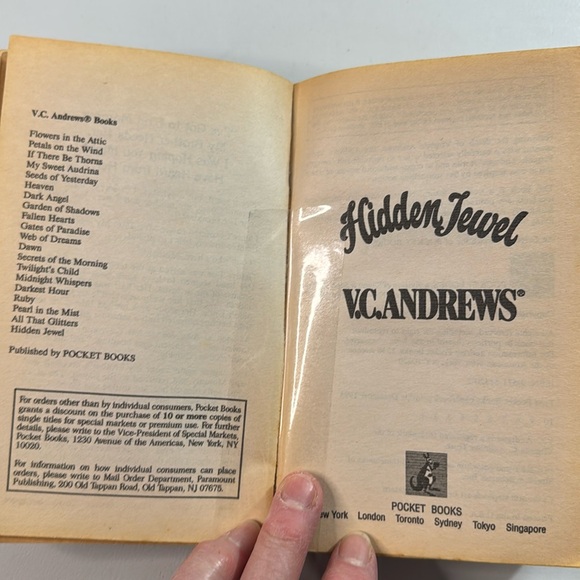 V.C. Andrews® Books
Flowers in the Attic
Petals on the Wind
If There Be Thorns
My Sweet Audrina
Seeds of Yesterday
Heaven
Dark Angel
Garden of Shadows
Fallen Hearts
Gates of Paradise
Web of Dreams
Dawn
Secrets of the Morning
Twilight's Child
Midnight Whispers
Darkest Hour
Ruby
Pearl in the Mist
All That Glitters
Hidden Jewel
Published by POCKET BOOKS
For orders other than by individual consumers, Pocket Books
grants a discount on the purchase of 10 or more copies of
single titles for special markets or premium use. For further
details, please write to the Vice-President of Special Markets,
Pocket Books, 1230 Avenue of the Americas, New York, NY
10020.
For information on how individual consumers can place
orders, please write to Mail Order Department, Paramount
Publishing, 200 Old Tappan Road, Old Tappan, NJ 07675.
Hidden Jewel
V.C. ANDREWS®
POCKET BOOKS
ew York London Toronto Sydney Tokyo Singapore